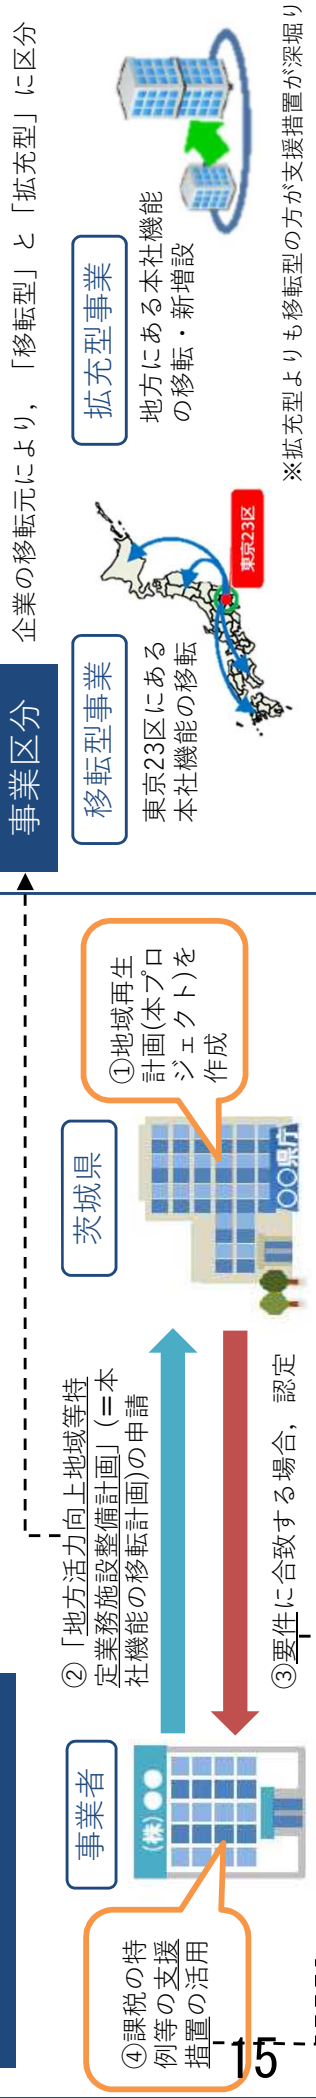 ④課税の特
例等の支援
措置の活用
事業者
(株)●●
②「地方活力向上地域等特
定業務施設整備計画」(＝本
社機能の移転計画)の申請
③要件に合致する場合，認定
茨城県
〇〇県庁
①地域再生
計画(本プロ
ジェクト)を
作成
事業区分
企業の移転元により，「移転型」と「拡充型」に区分
移転型事業
東京23区にある
本社機能の移転
東京23区
拡充型事業
地方にある本社機能
の移転・新増設
※拡充型よりも移転型の方が支援措置が深堀り
15